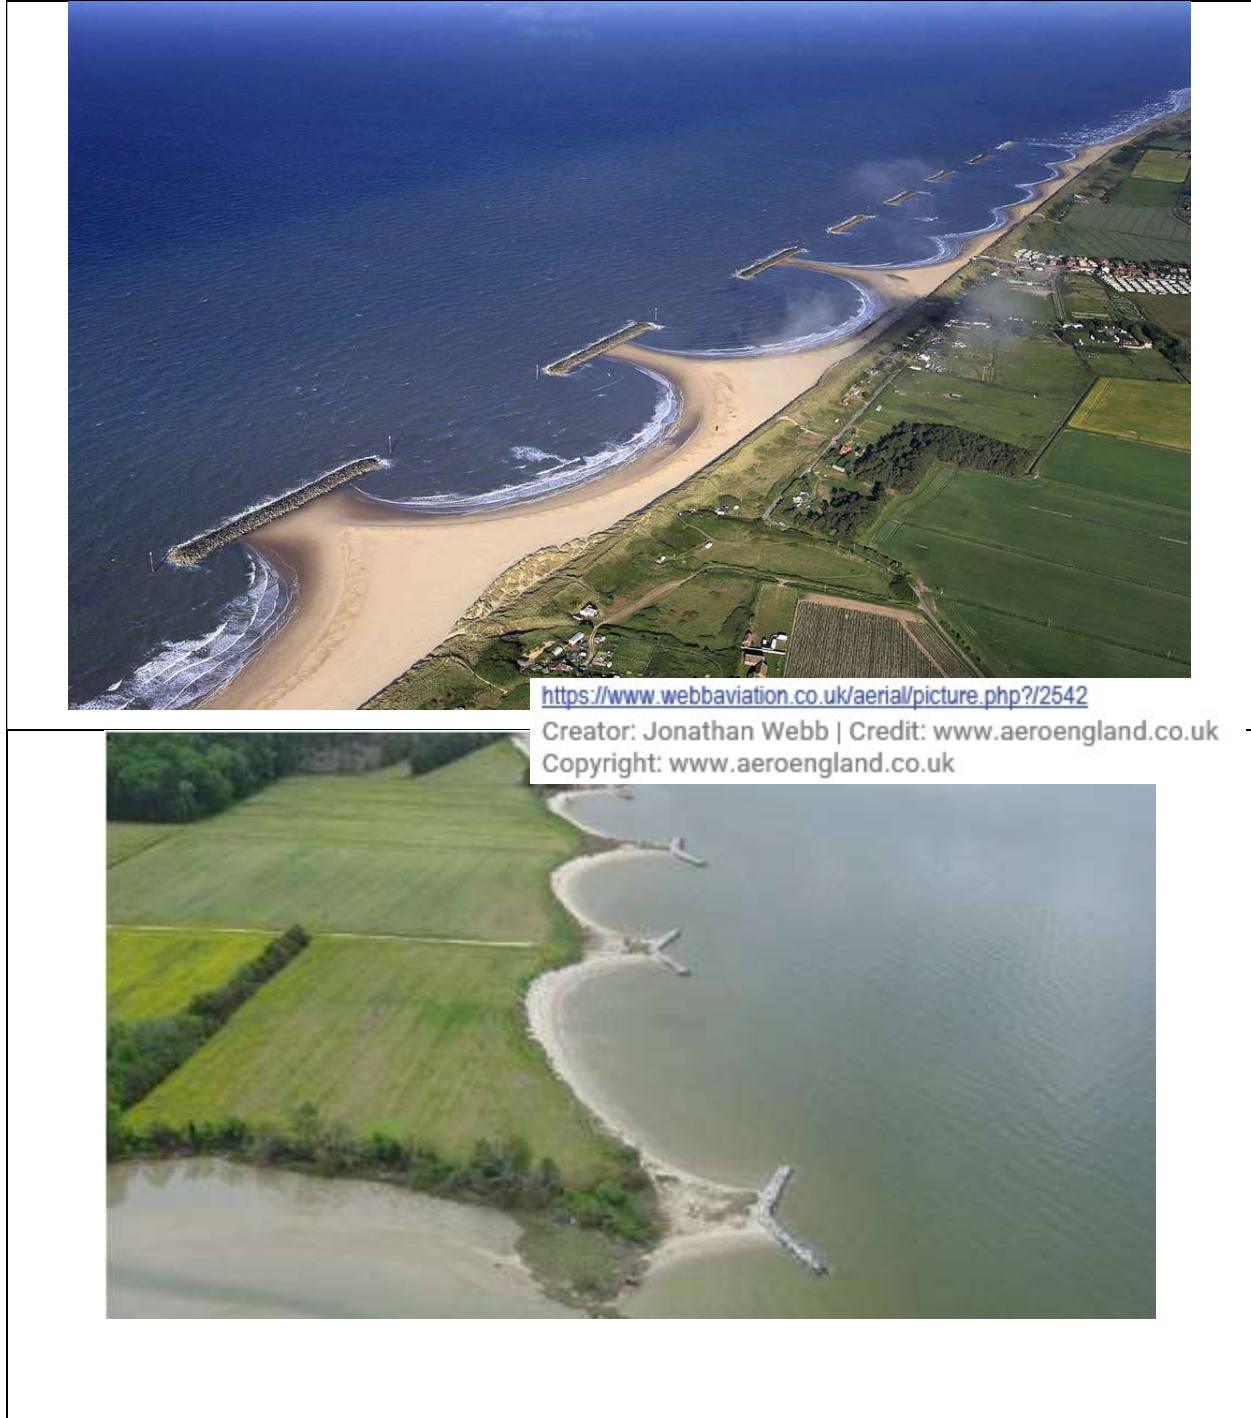 https://www.webbaviation.co.uk/aerial/picture.php?/2542
Creator: Jonathan Webb | Credit: www.aeroengland.co.uk
Copyright: www.aeroengland.co.uk